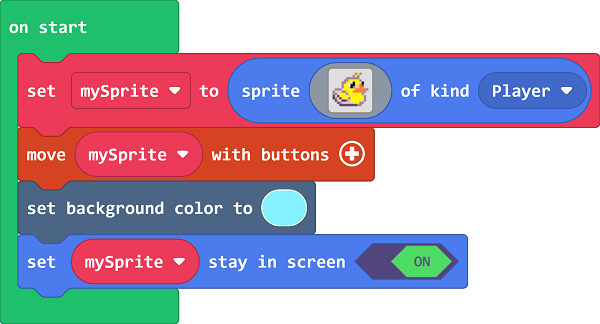 on start
set mySprite to sprite of kind Player
move mySprite with buttons
set background color to
set mySprite stay in screen ON